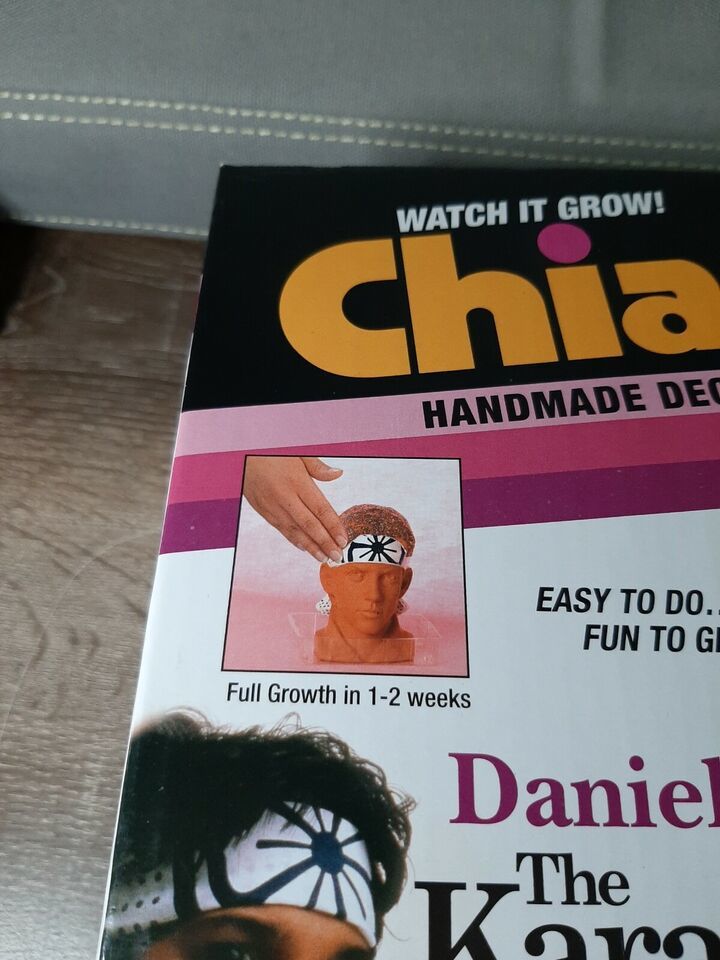 WATCH IT GROW!
Chia
HANDMADE DEC
EASY TO DO..
FUN TO G
Full Growth in 1-2 weeks
Daniel
The
Kara